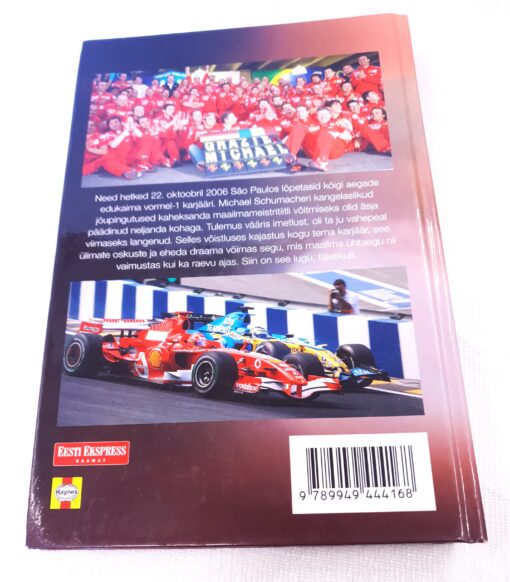 GRAZIE
MICHAEL
Need hetked 22. oktoobril 2006 São Paulos lõpetasid kõigi aegade
edukaima vormel-1 karjääri. Michael Schumacheri kangelaslikud
jõupingutused kaheksanda maailmameistritiitli võitmiseks olid äsja
päädinud neljanda kohaga. Tulemus vääris imetlust, oli ta ju vahepeal
viimaseks langenud. Selles võistluses kajastus kogu tema karjäär; see
ülimate oskuste ja eheda draama võimas segu, mis maailma ühtaegu nii
vaimustas kui ka raevu ajas. Siin on see lugu, täielikult.
vodafone
EESTI EKSPRESS
RAAMAT
Haynes
9 789949 444168